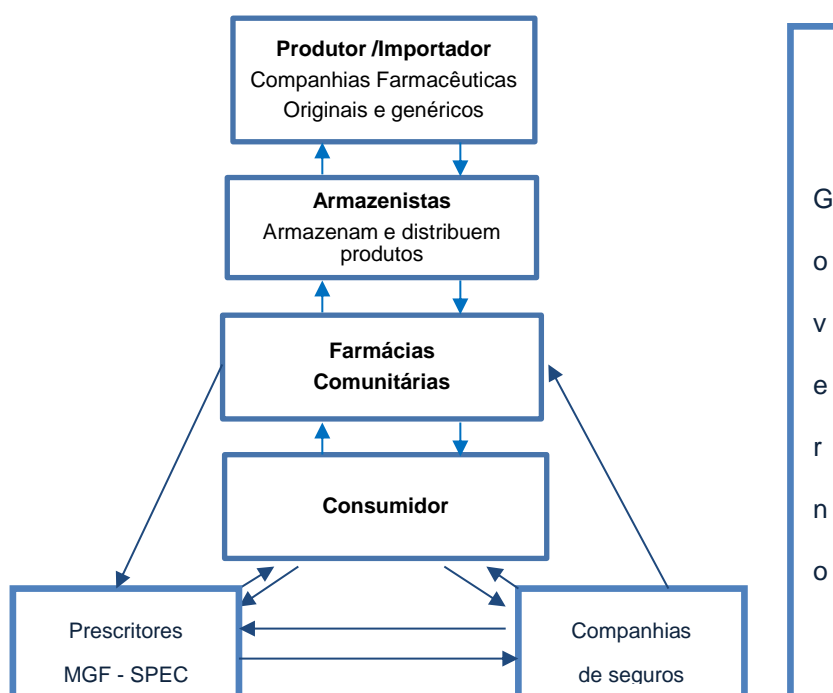 Produtor /Importador
Companhias Farmacêuticas
Originais e genéricos
Armazenistas
Armazenam e distribuem
produtos
Farmácias
Comunitárias
Consumidor
Prescritores
MGF - SPEC
Companhias
de seguros
G
o
v
e
r
n
o